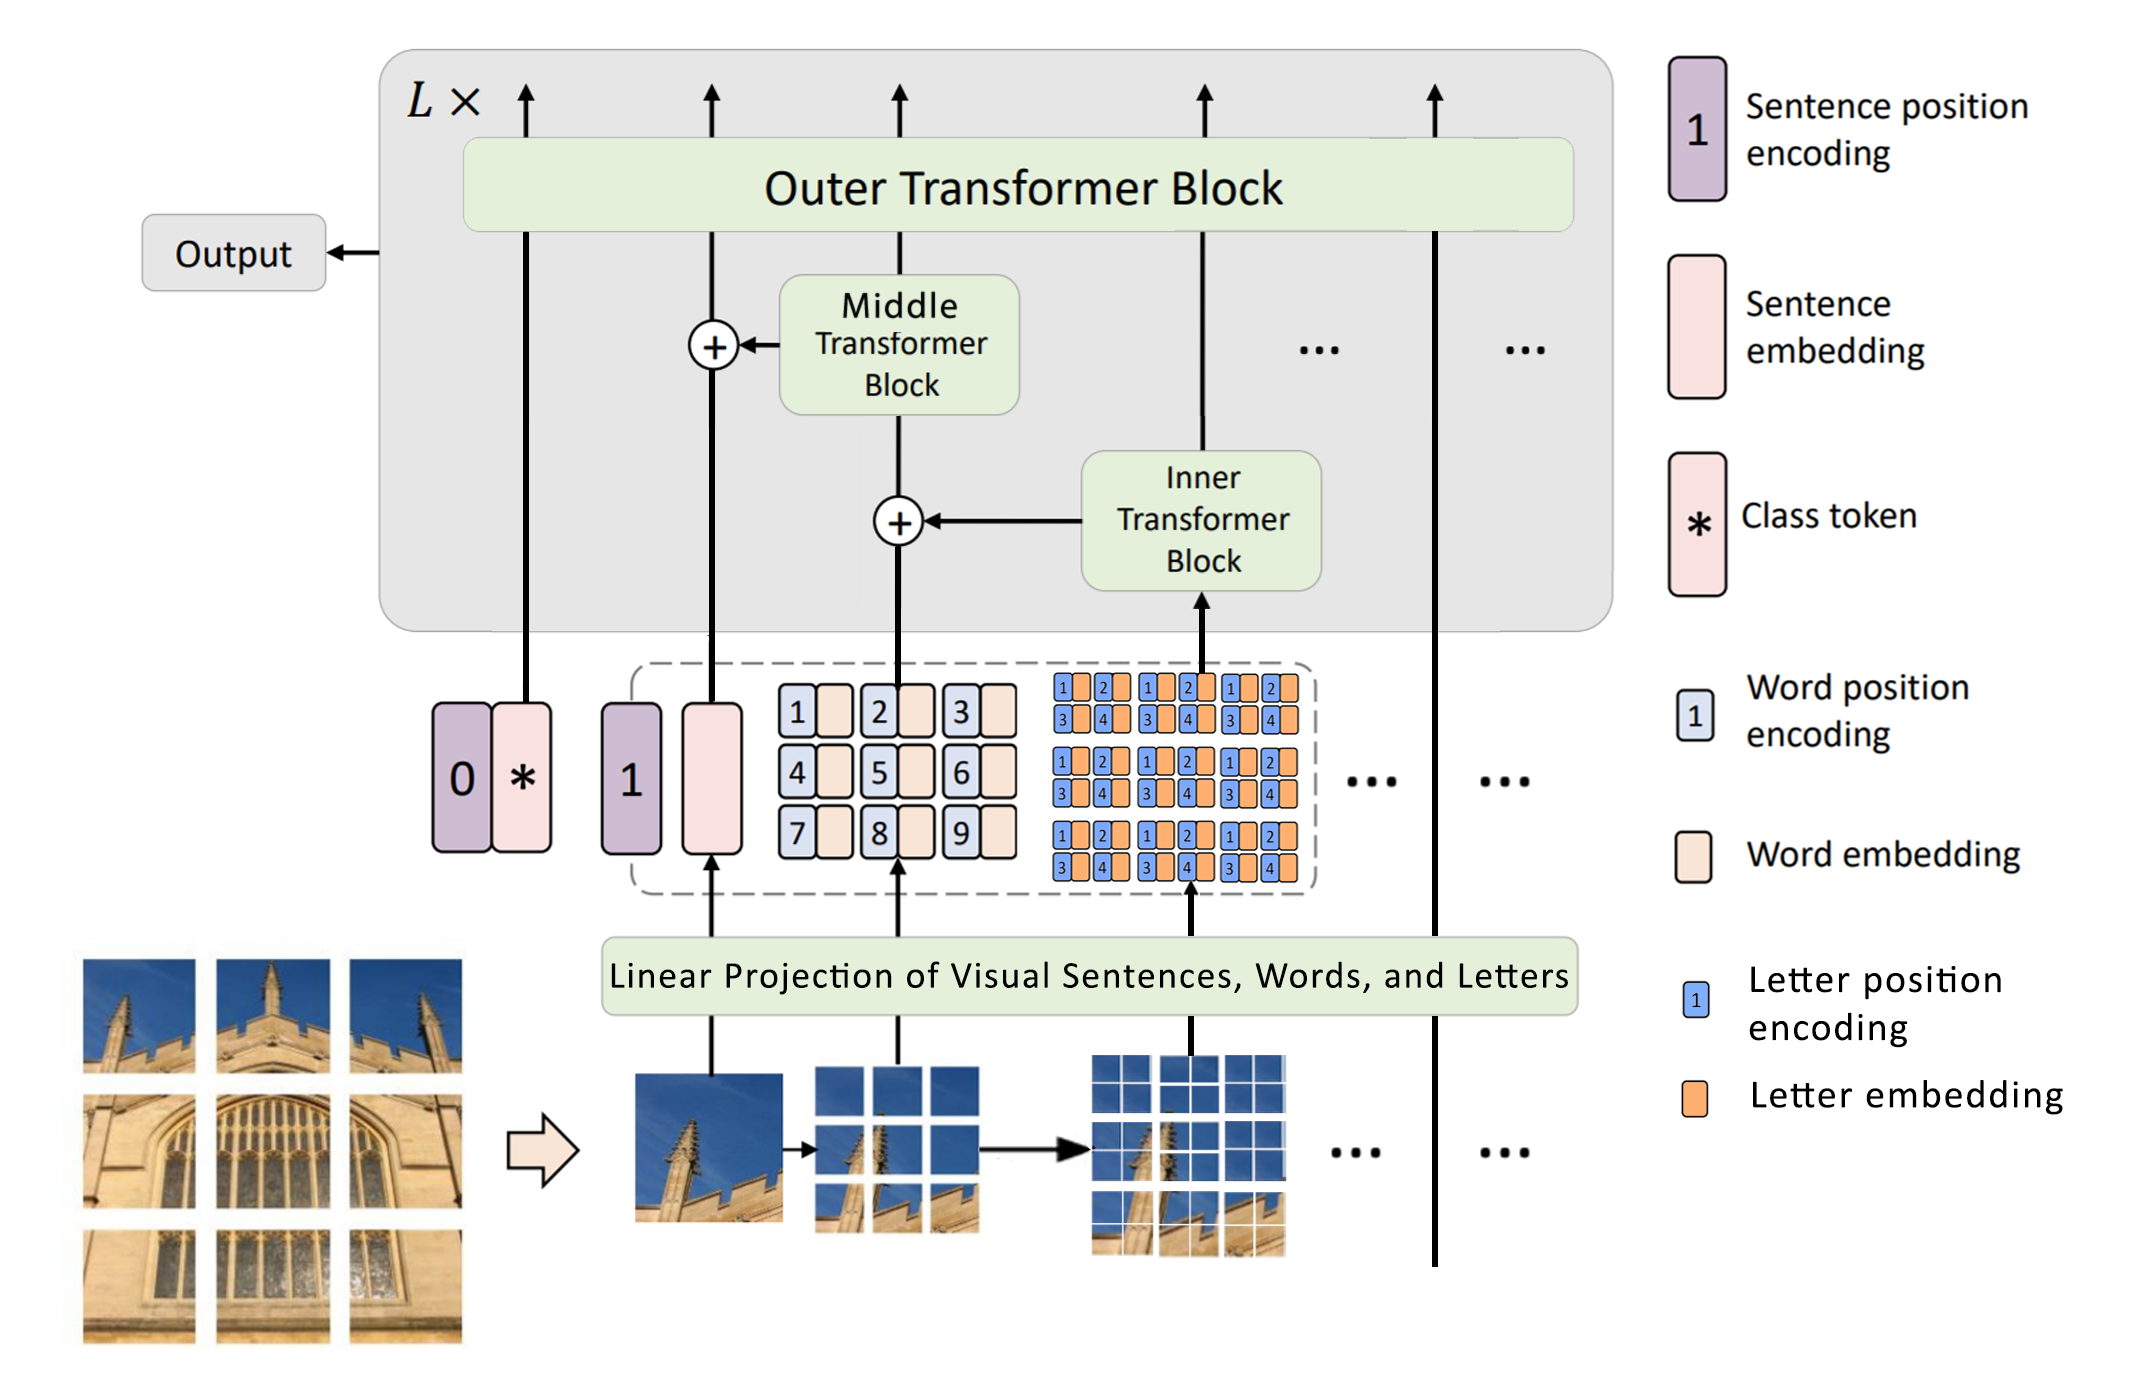 L ×
Outer Transformer Block
Output
Middle
Transformer
Block
+
...
...
Inner
Transformer
Block
+
0 * 1
1 2 3
4 5 6
7 8 9
1 2 1 2 1 2
3 4 3 4 3 4
1 2 1 2 1 2
3 4 3 4 3 4
1 2 1 2 1 2
3 4 3 4 3 4
...
...
Linear Projection of Visual Sentences, Words, and Letters
...
...
1
Sentence position
encoding
Sentence
embedding
*
Class token
1
Word position
encoding
Word embedding
1
Letter position
encoding
Letter embedding